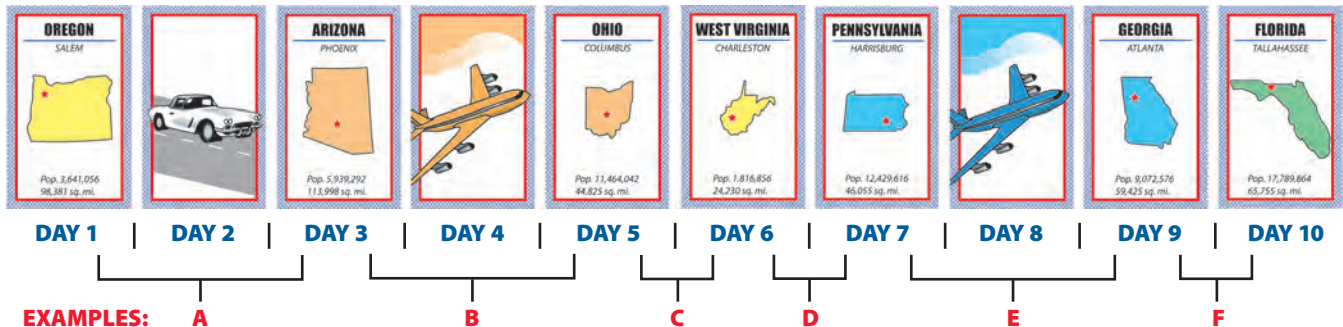 OREGON
SALEM
Pop. 3,641,056
98,381 sq. mi.
ARIZONA
PHOENIX
Pop. 5,939,292
113,998 sq. mi.
OHIO
COLUMBUS
Pop. 11,464,042
44,825 sq. mi.
WEST VIRGINIA
CHARLESTON
Pop. 1,816,856
24,230 sq. mi.
PENNSYLVANIA
HARRISBURG
Pop. 12,429,616
46,055 sq. mi.
GEORGIA
ATLANTA
Pop. 9,072,576
59,425 sq. mi.
FLORIDA
TALLAHASSEE
Pop. 17,789,864
65,755 sq. mi.
DAY 1 | DAY 2 | DAY 3 | DAY 4 | DAY 5 | DAY 6 | DAY 7 | DAY 8 | DAY 9 | DAY 10
EXAMPLES: A B C D E F